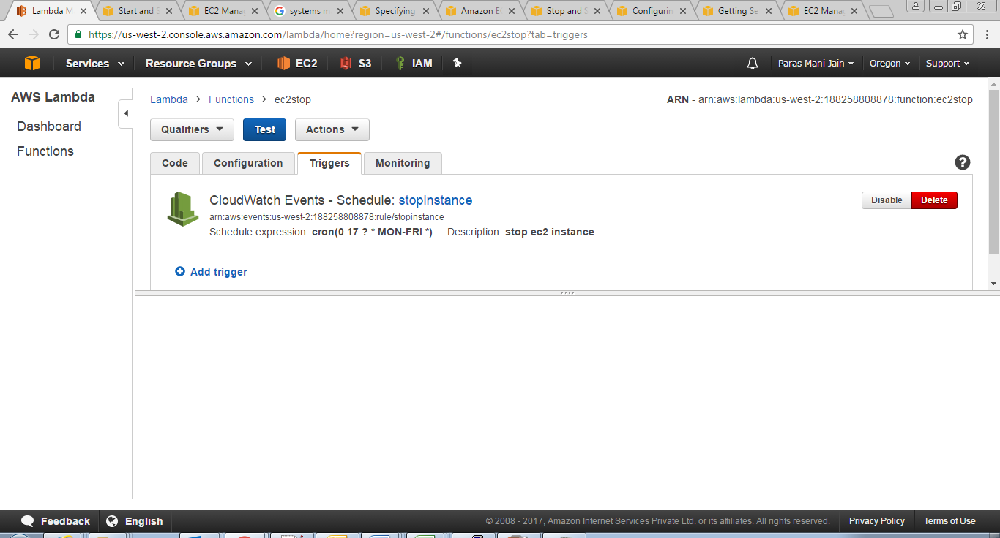 Lambda M
Start and S
EC2 Mana
systems m
Specifying
Amazon E
Stop and S
Configurin
Getting Se
EC2 Mana
https://us-west-2.console.aws.amazon.com/lambda/home?region=us-west-2#/functions/ec2stop?tab=triggers
Services Resource Groups EC2 S3 IAM Paras Mani Jain Oregon Support
AWS Lambda
Dashboard
Functions
Lambda > Functions > ec2stop
ARN - arn:aws:lambda:us-west-2:188258808878:function:ec2stop
Qualifiers Test Actions
Code Configuration Triggers Monitoring
?
CloudWatch Events - Schedule: stopinstance
Disable Delete
arn:aws:events:us-west-2:188258808878:rule/stopinstance
Schedule expression: cron(0 17 ? * MON-FRI *) Description: stop ec2 instance
Add trigger
Feedback English © 2008 - 2017, Amazon Internet Services Private Ltd. or its affiliates. All rights reserved. Privacy Policy Terms of Use